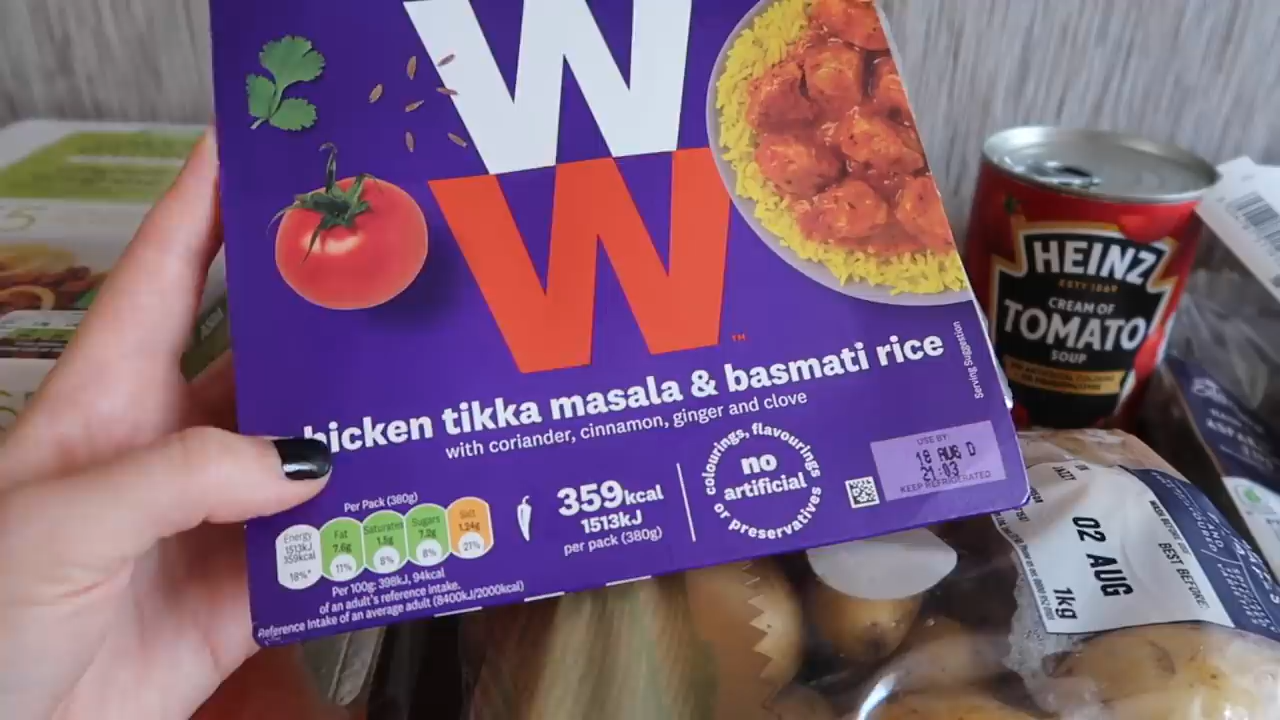 W
W
™
hicken tikka masala & basmati rice
with coriander, cinnamon, ginger and clove
Serving Suggestion
Per Pack (380g)
Energy
1513kJ
359kcal
18%*
Fat
7.6g
11%
Saturates
1.5g
8%
Sugars
7.2g
8%
Salt
1.24g
21%
Per 100g: 398kJ, 94kcal
of an adult's reference intake.
Reference Intake of an average adult (8400kJ/2000kcal)
359kcal
1513kJ
per pack (380g)
no
artificial
colourings, flavourings
or preservatives
USE BY
18 AUG D
21:03
KEEP REFRIGERATED
HEINZ
ESTD 1869
CREAM OF
TOMATO
SOUP
BEST BEFORE:
02 AUG
1kg